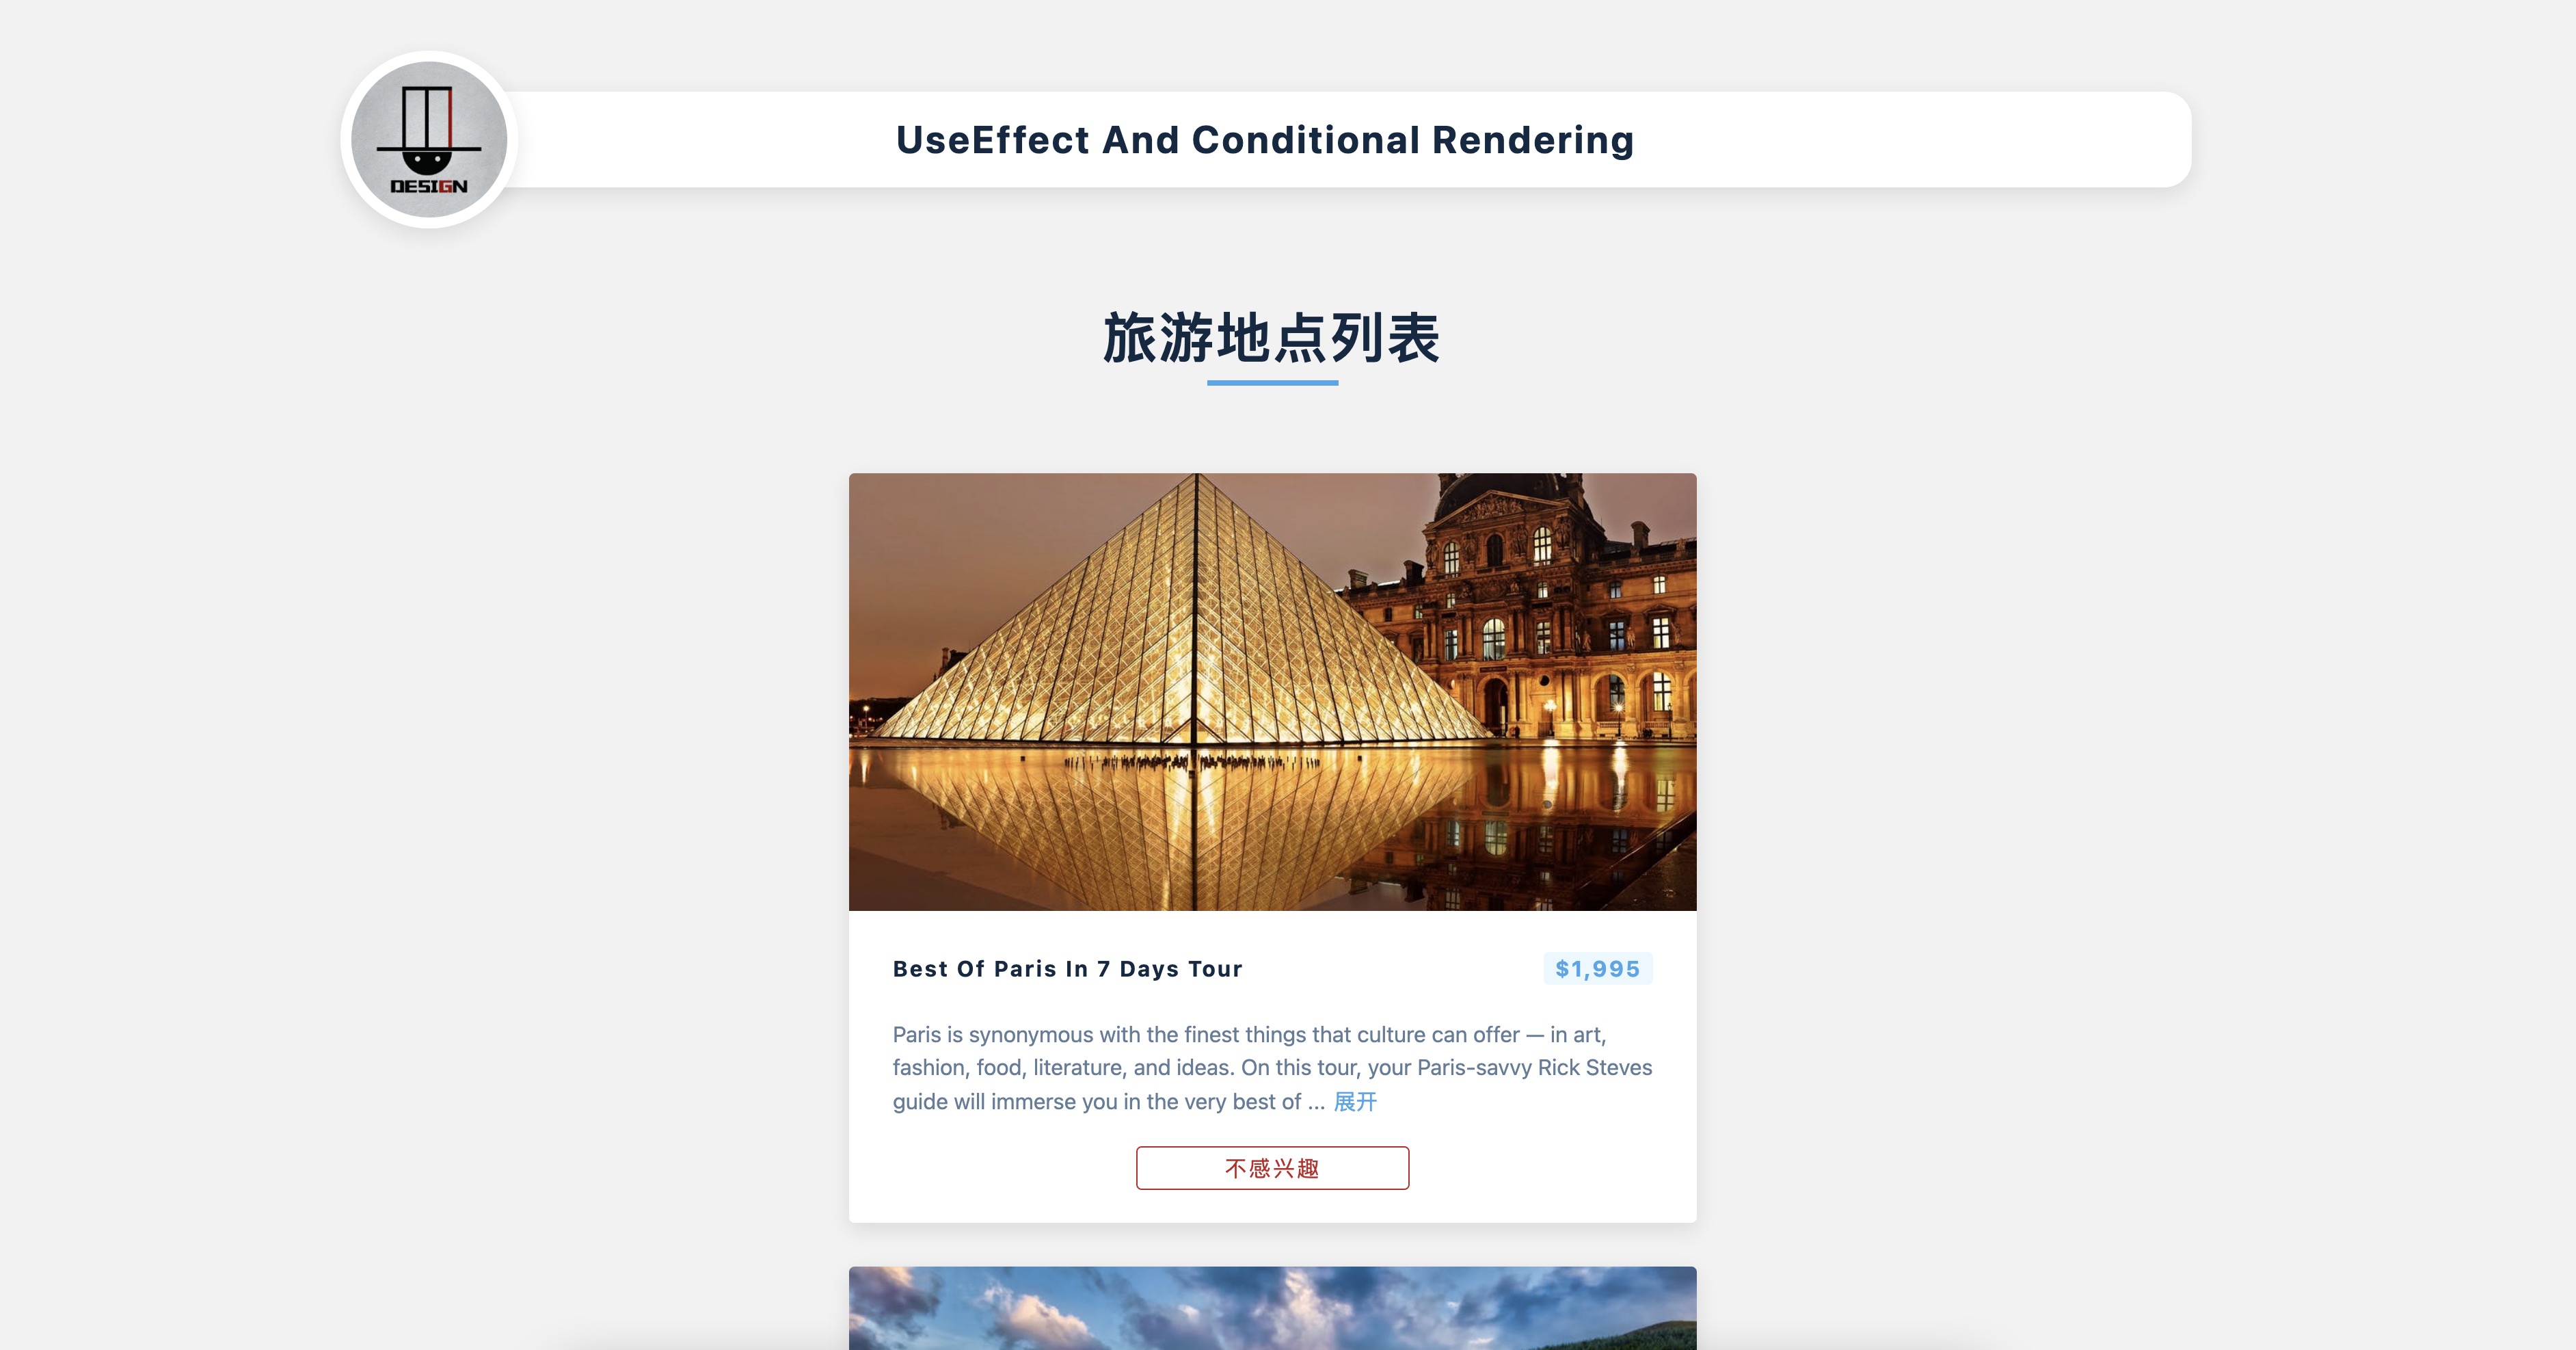 DESIGN
UseEffect And Conditional Rendering
旅游地点列表
Best Of Paris In 7 Days Tour
$1,995
Paris is synonymous with the finest things that culture can offer — in art,
fashion, food, literature, and ideas. On this tour, your Paris-savvy Rick Steves
guide will immerse you in the very best of ... 展开
不感兴趣